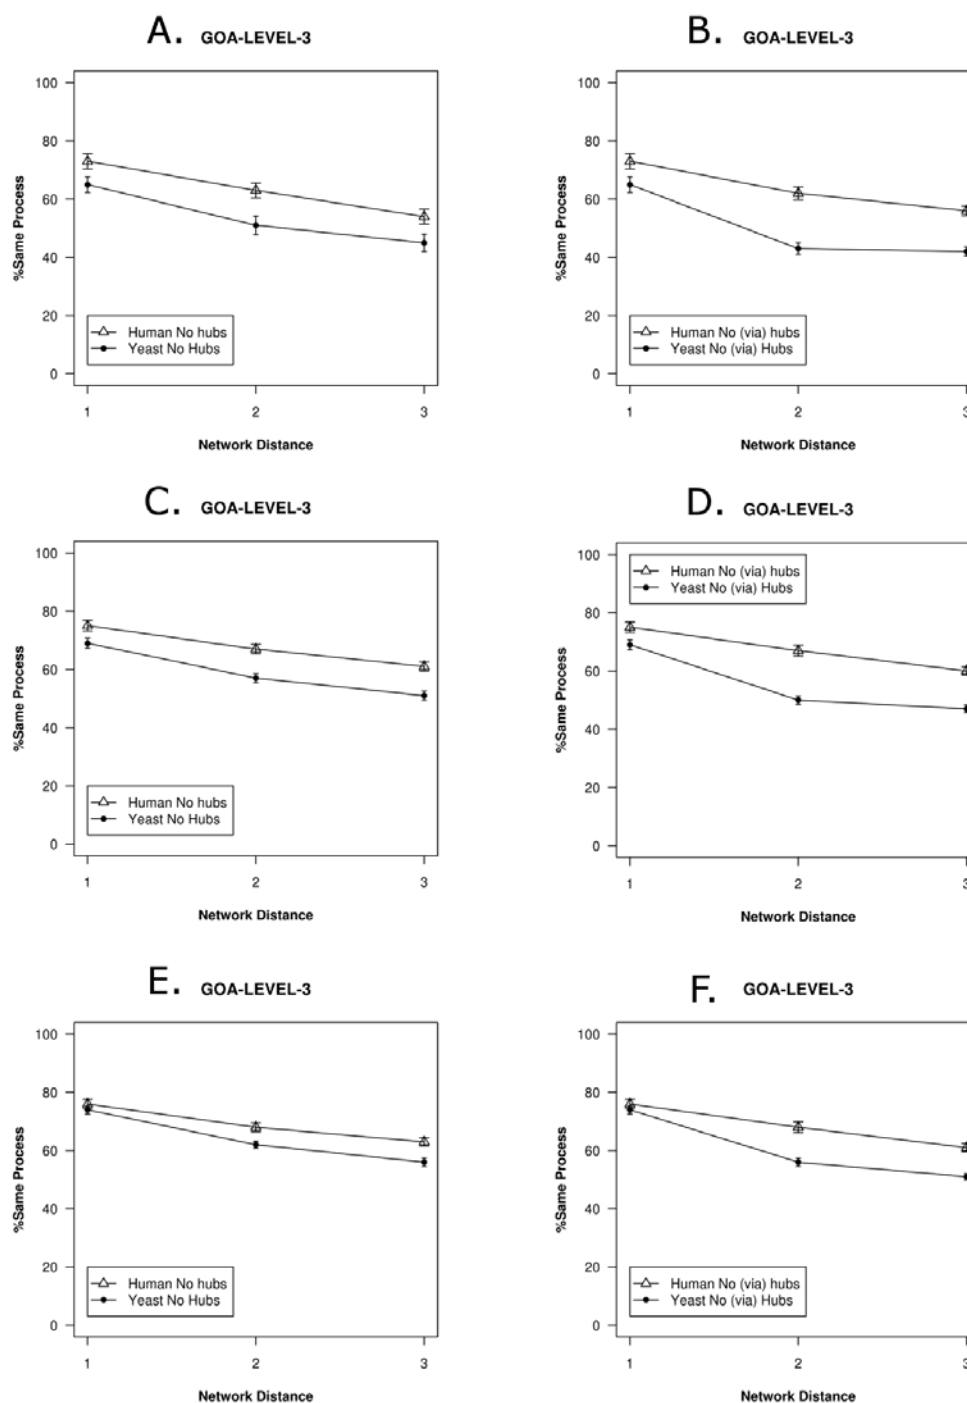 A. GOA-LEVEL-3
%Same Process
100
80
60
40
20
0
Human No hubs
Yeast No Hubs
1 2 3
Network Distance
B. GOA-LEVEL-3
%Same Process
100
80
60
40
20
0
Human No (via) hubs
Yeast No (via) Hubs
1 2 3
Network Distance
C. GOA-LEVEL-3
%Same Process
100
80
60
40
20
0
Human No hubs
Yeast No Hubs
1 2 3
Network Distance
D. GOA-LEVEL-3
%Same Process
100
80
60
40
20
0
Human No (via) hubs
Yeast No (via) Hubs
1 2 3
Network Distance
E. GOA-LEVEL-3
%Same Process
100
80
60
40
20
0
Human No hubs
Yeast No Hubs
1 2 3
Network Distance
F. GOA-LEVEL-3
%Same Process
100
80
60
40
20
0
Human No (via) hubs
Yeast No (via) Hubs
1 2 3
Network Distance